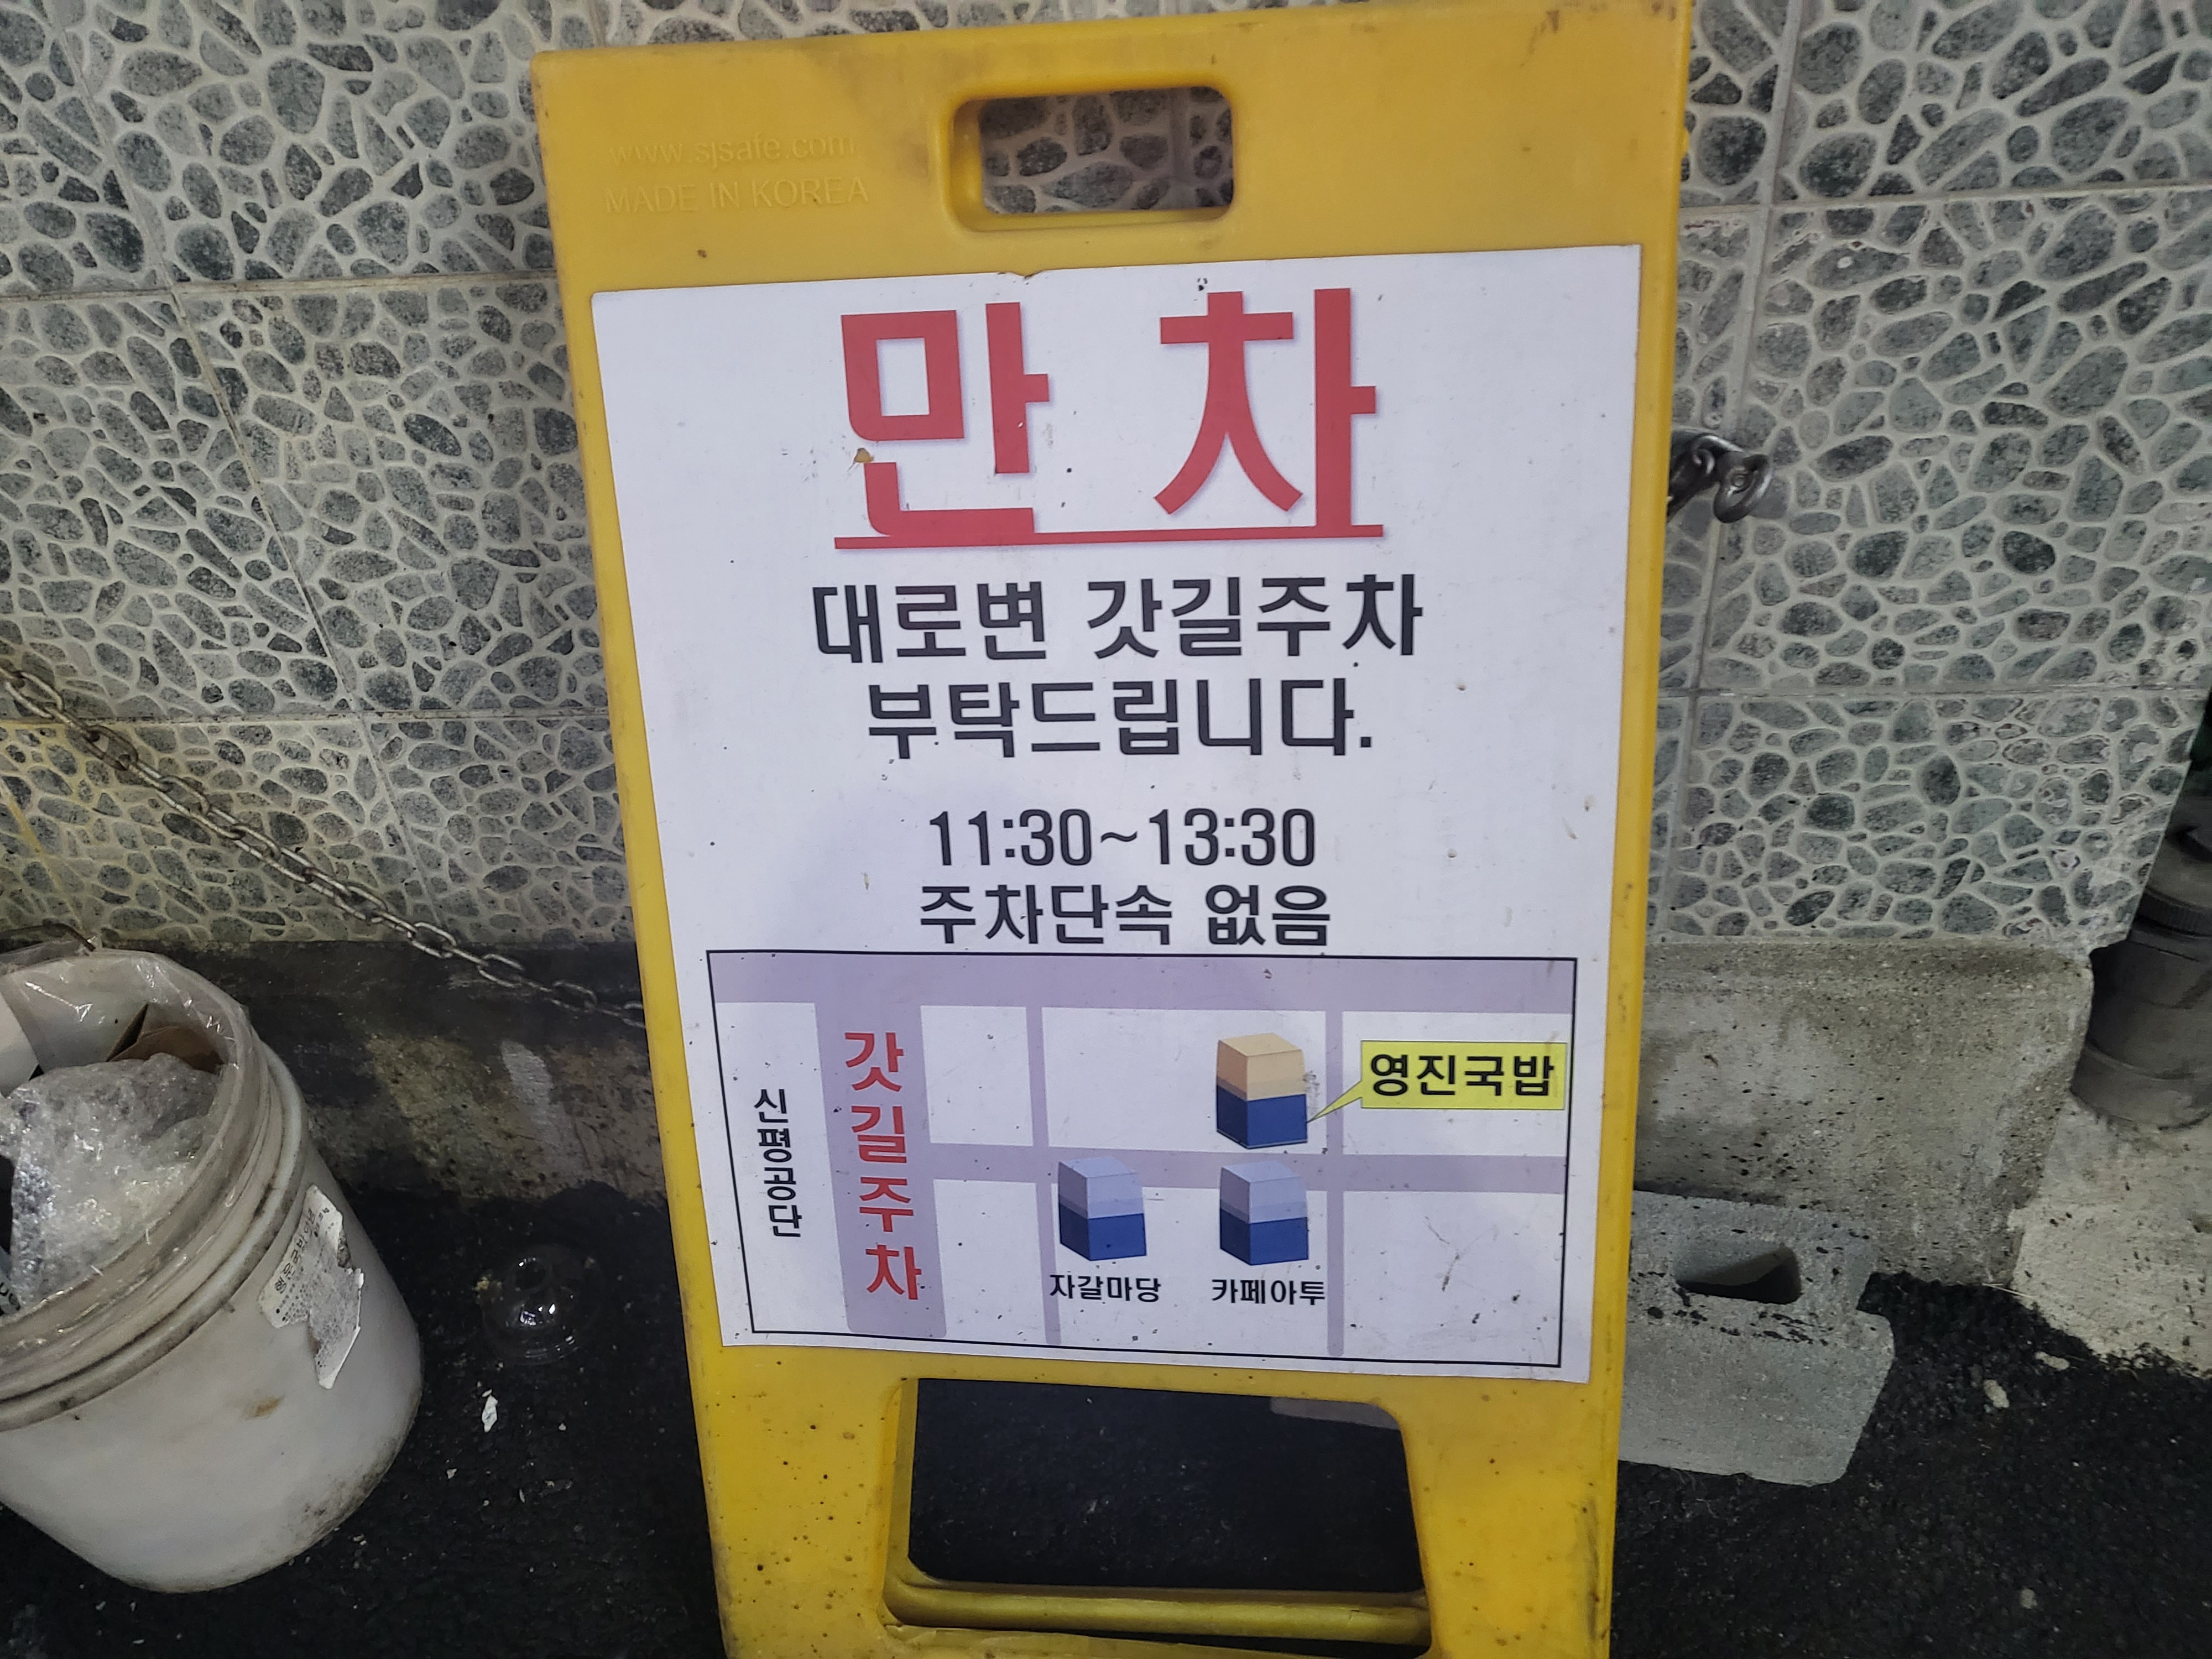 www.sjsafe.com
MADE IN KOREA
만 차
대로변 갓길주차
부탁드립니다.
11:30~13:30
주차단속 없음
갓길주차
신평공단
영진국밥
자갈마당
카페아투